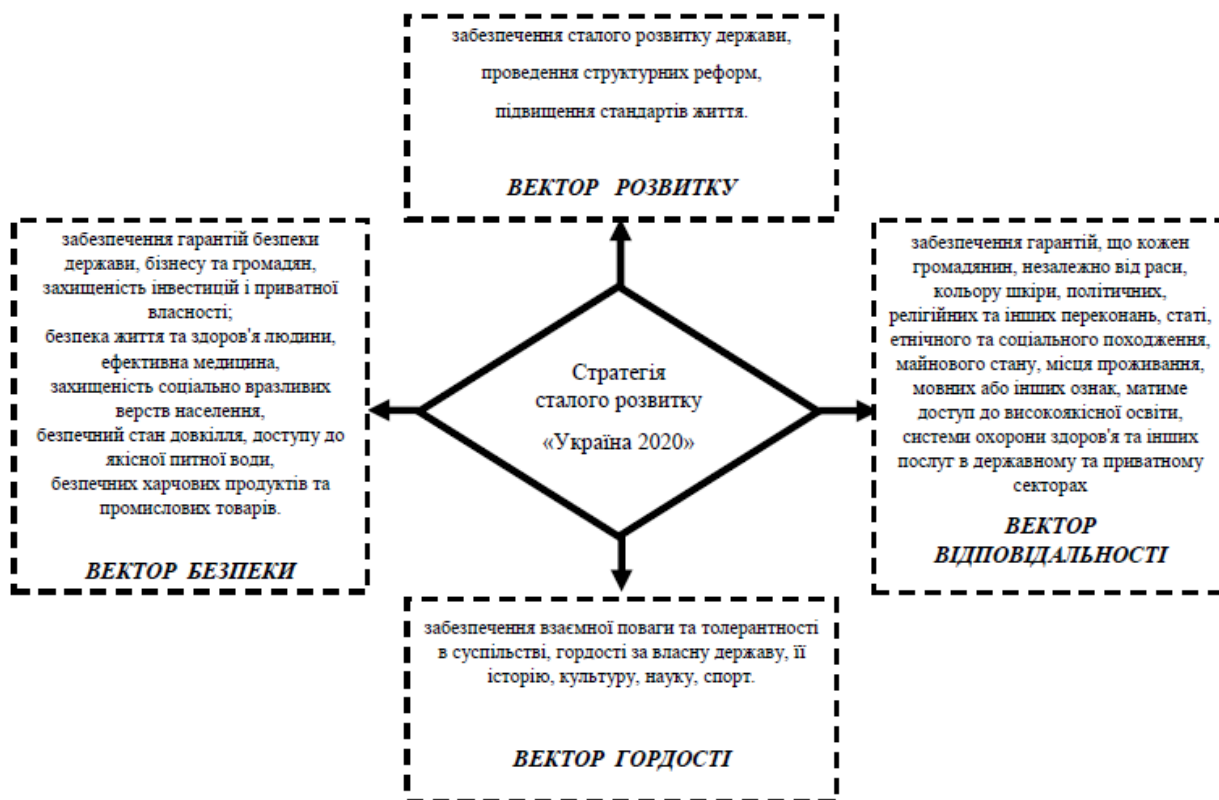 забезпечення сталого розвитку держави,
проведення структурних реформ,
підвищення стандартів життя.
ВЕКТОР РОЗВИТКУ
забезпечення гарантій безпеки
держави, бізнесу та громадян,
захищеність інвестицій і приватної
власності;
безпека життя та здоров'я людини,
ефективна медицина,
захищеність соціально вразливих
верств населення,
безпечний стан довкілля, доступу до
якісної питної води,
безпечних харчових продуктів та
промислових товарів.
ВЕКТОР БЕЗПЕКИ
Стратегія
сталого розвитку
«Україна 2020»
забезпечення гарантій, що кожен
громадянин, незалежно від раси,
кольору шкіри, політичних,
релігійних та інших переконань, статі,
етнічного та соціального походження,
майнового стану, місця проживання,
мовних або інших ознак, матиме
доступ до високоякісної освіти,
системи охорони здоров'я та інших
послуг в державному та приватному
секторах
ВЕКТОР
ВІДПОВІДАЛЬНОСТІ
забезпечення взаємної поваги та толерантності
в суспільстві, гордості за власну державу, її
історію, культуру, науку, спорт.
ВЕКТОР ГОРДОСТІ